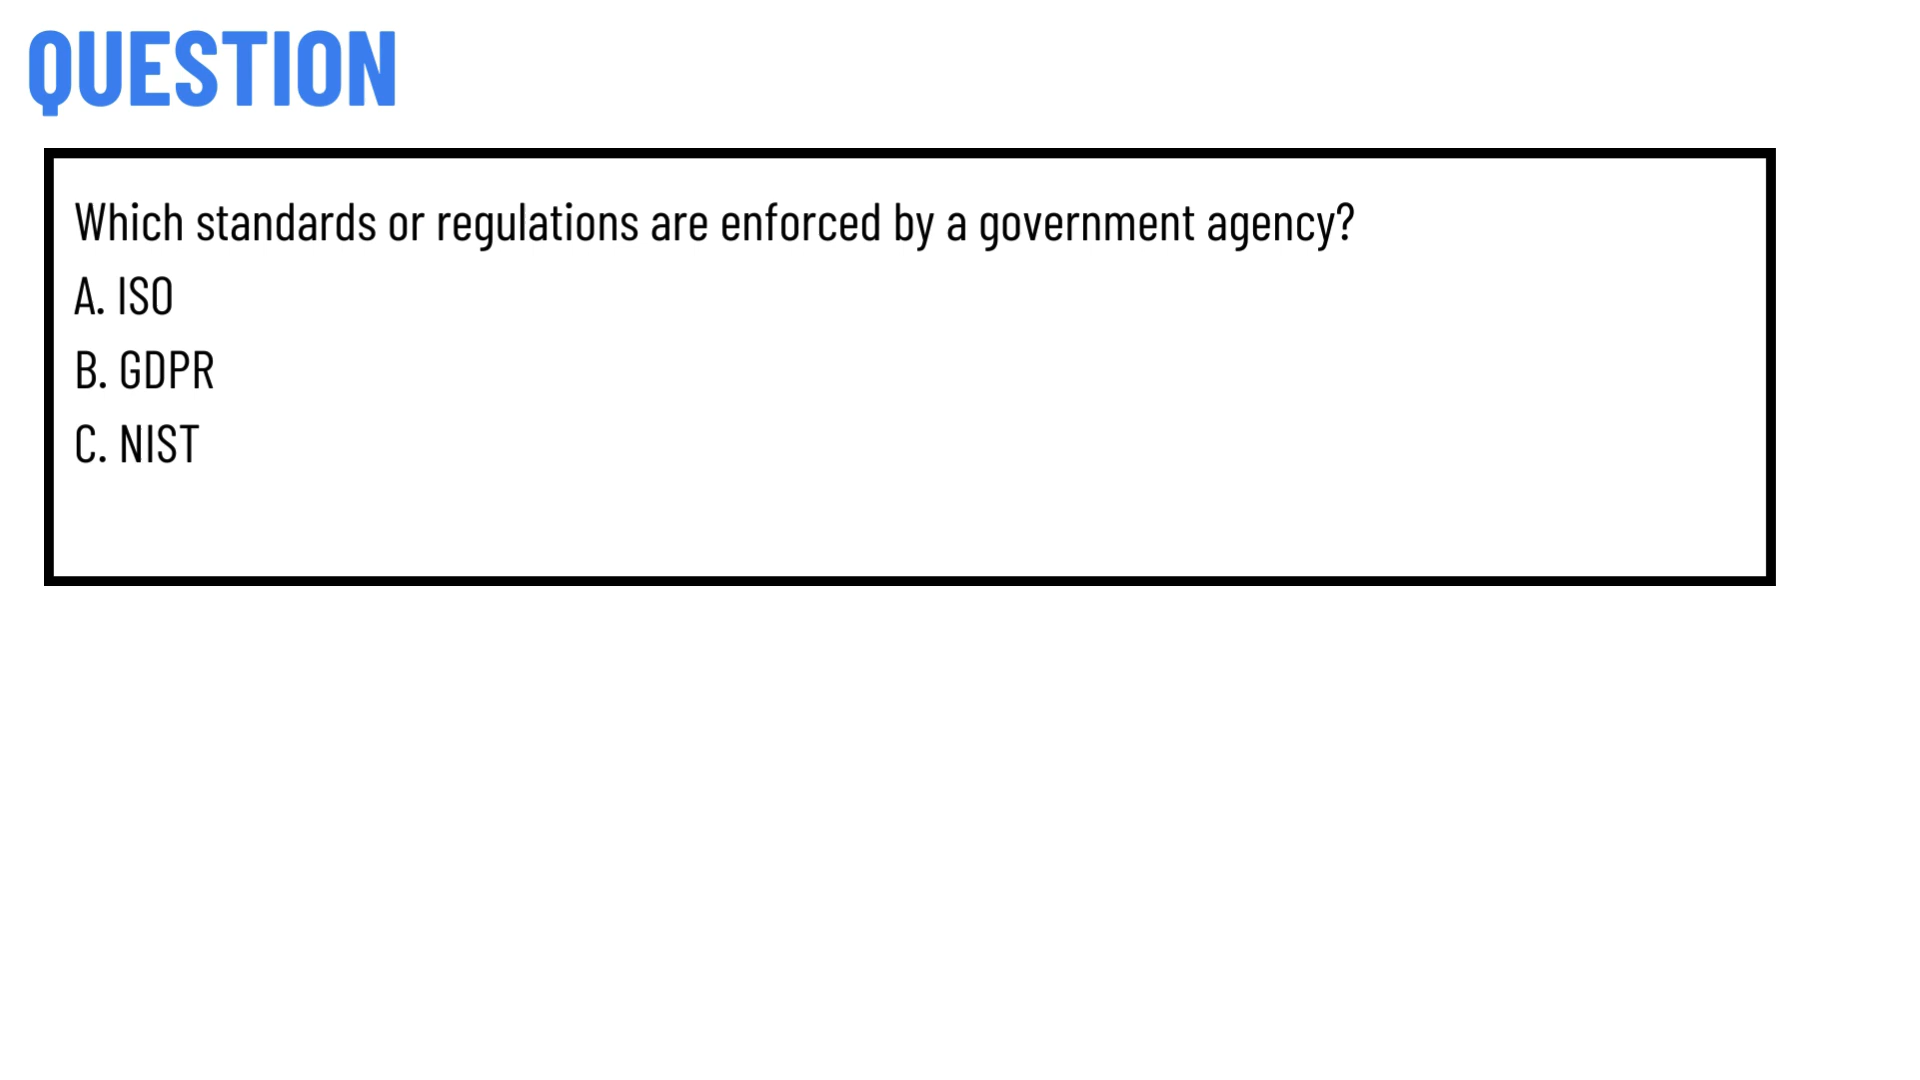 QUESTION
Which standards or regulations are enforced by a government agency?
A. ISO
B. GDPR
C. NIST